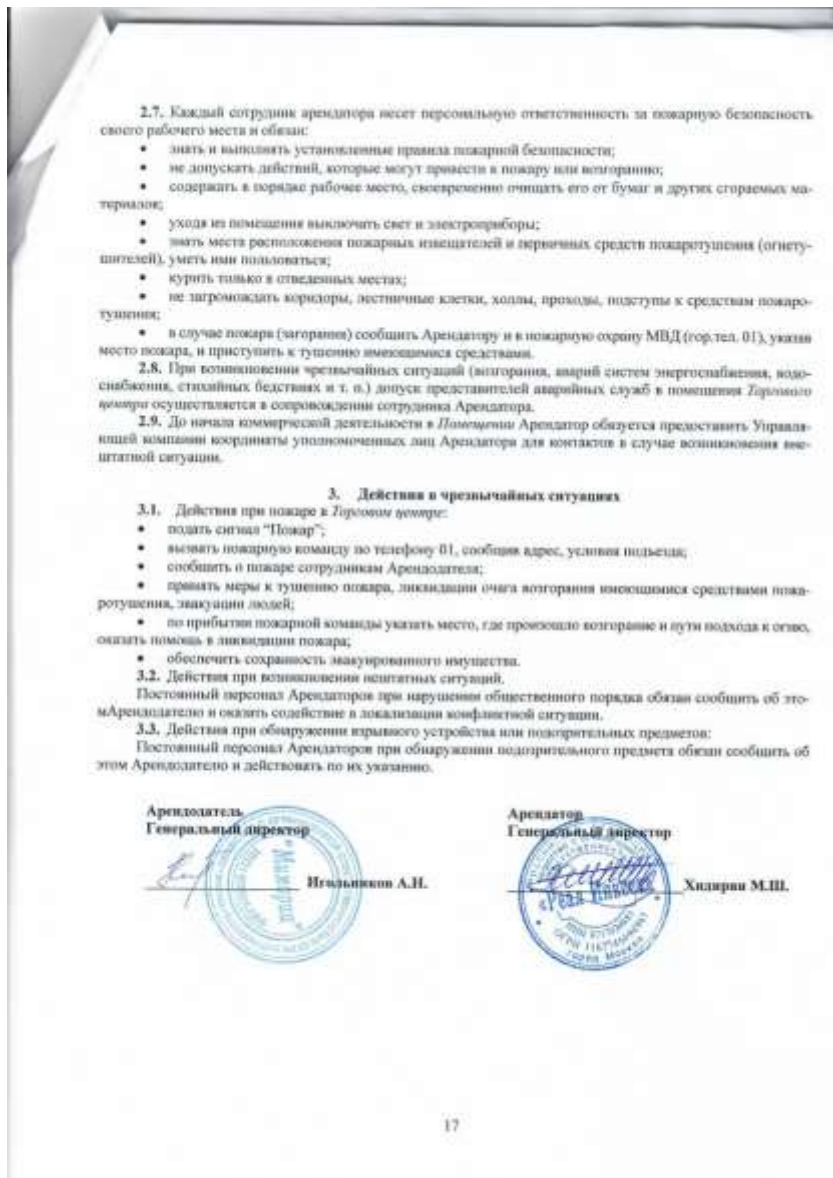 2.7. Каждый сотрудник арендатора несет персональную ответственность за пожарную безопасность
своего рабочего места и обязан:
• знать и выполнять установленные правила пожарной безопасности;
• не допускать действий, которые могут привести к пожару или возгоранию;
• содержать в порядке рабочее место, своевременно очищать его от бумаг и других сгораемых ма-
териалов;
• уходя из помещения выключать свет и электроприборы;
• знать места расположения пожарных извещателей и первичных средств пожаротушения (огнету-
шителей), уметь ими пользоваться;
• курить только в отведенных местах;
• не загромождать коридоры, лестничные клетки, холлы, проходы, подступы к средствам пожаро-
тушения;
• в случае пожара (загорания) сообщить Арендатору и в пожарную охрану МВД (гор.тел. 01), указав
место пожара, и приступить к тушению имеющимися средствами.
2.8. При возникновении чрезвычайных ситуаций (возгорания, аварий систем энергоснабжения, водо-
снабжения, стихийных бедствиях и т. п.) допуск представителей аварийных служб в помещения Торгового
центра осуществляется в сопровождении сотрудника Арендатора.
2.9. До начала коммерческой деятельности в Помещении Арендатор обязуется предоставить Управля-
ющей компании координаты уполномоченных лиц Арендатора для контактов в случае возникновения вне-
штатной ситуации.
3. Действия в чрезвычайных ситуациях
3.1. Действия при пожаре в Торговом центре:
• подать сигнал “Пожар”;
• вызвать пожарную команду по телефону 01, сообщив адрес, условия подъезда;
• сообщить о пожаре сотрудникам Арендодателя;
• принять меры к тушению пожара, ликвидации очага возгорания имеющимися средствами пожа-
ротушения, эвакуации людей;
• по прибытии пожарной команды указать место, где произошло возгорание и пути подхода к огню,
оказать помощь в ликвидации пожара;
• обеспечить сохранность эвакуированного имущества.
3.2. Действия при возникновении нештатных ситуаций.
Постоянный персонал Арендаторов при нарушении общественного порядка обязан сообщить об это-
мАрендодателю и оказить содействие в локализации конфликтной ситуации.
3.3. Действия при обнаружении взрывного устройства или подозрительных предметов:
Постоянный персонал Арендаторов при обнаружении подозрительного предмета обязан сообщить об
этом Арендодателю и действовать по их указанию.
Арендодатель
Генеральный директор
Игольников А.Н.
Арендатор
Генеральный директор
Хидирян М.Ш.
город Москва
17